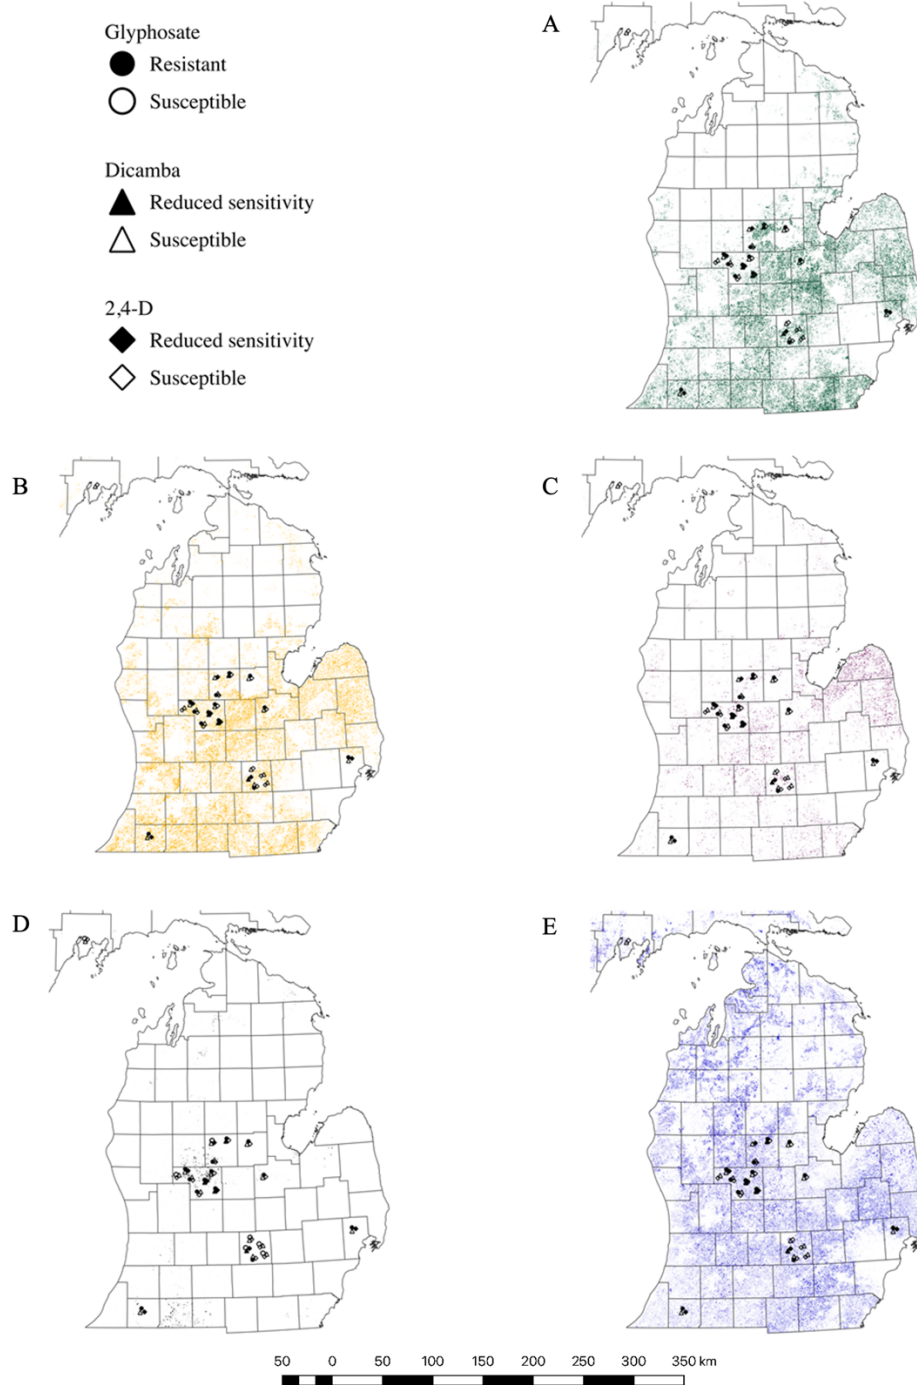 Glyphosate
Resistant
Susceptible
Dicamba
Reduced sensitivity
Susceptible
2,4-D
Reduced sensitivity
Susceptible
A
B
C
D
E
50 0 50 100 150 200 250 300 350 km